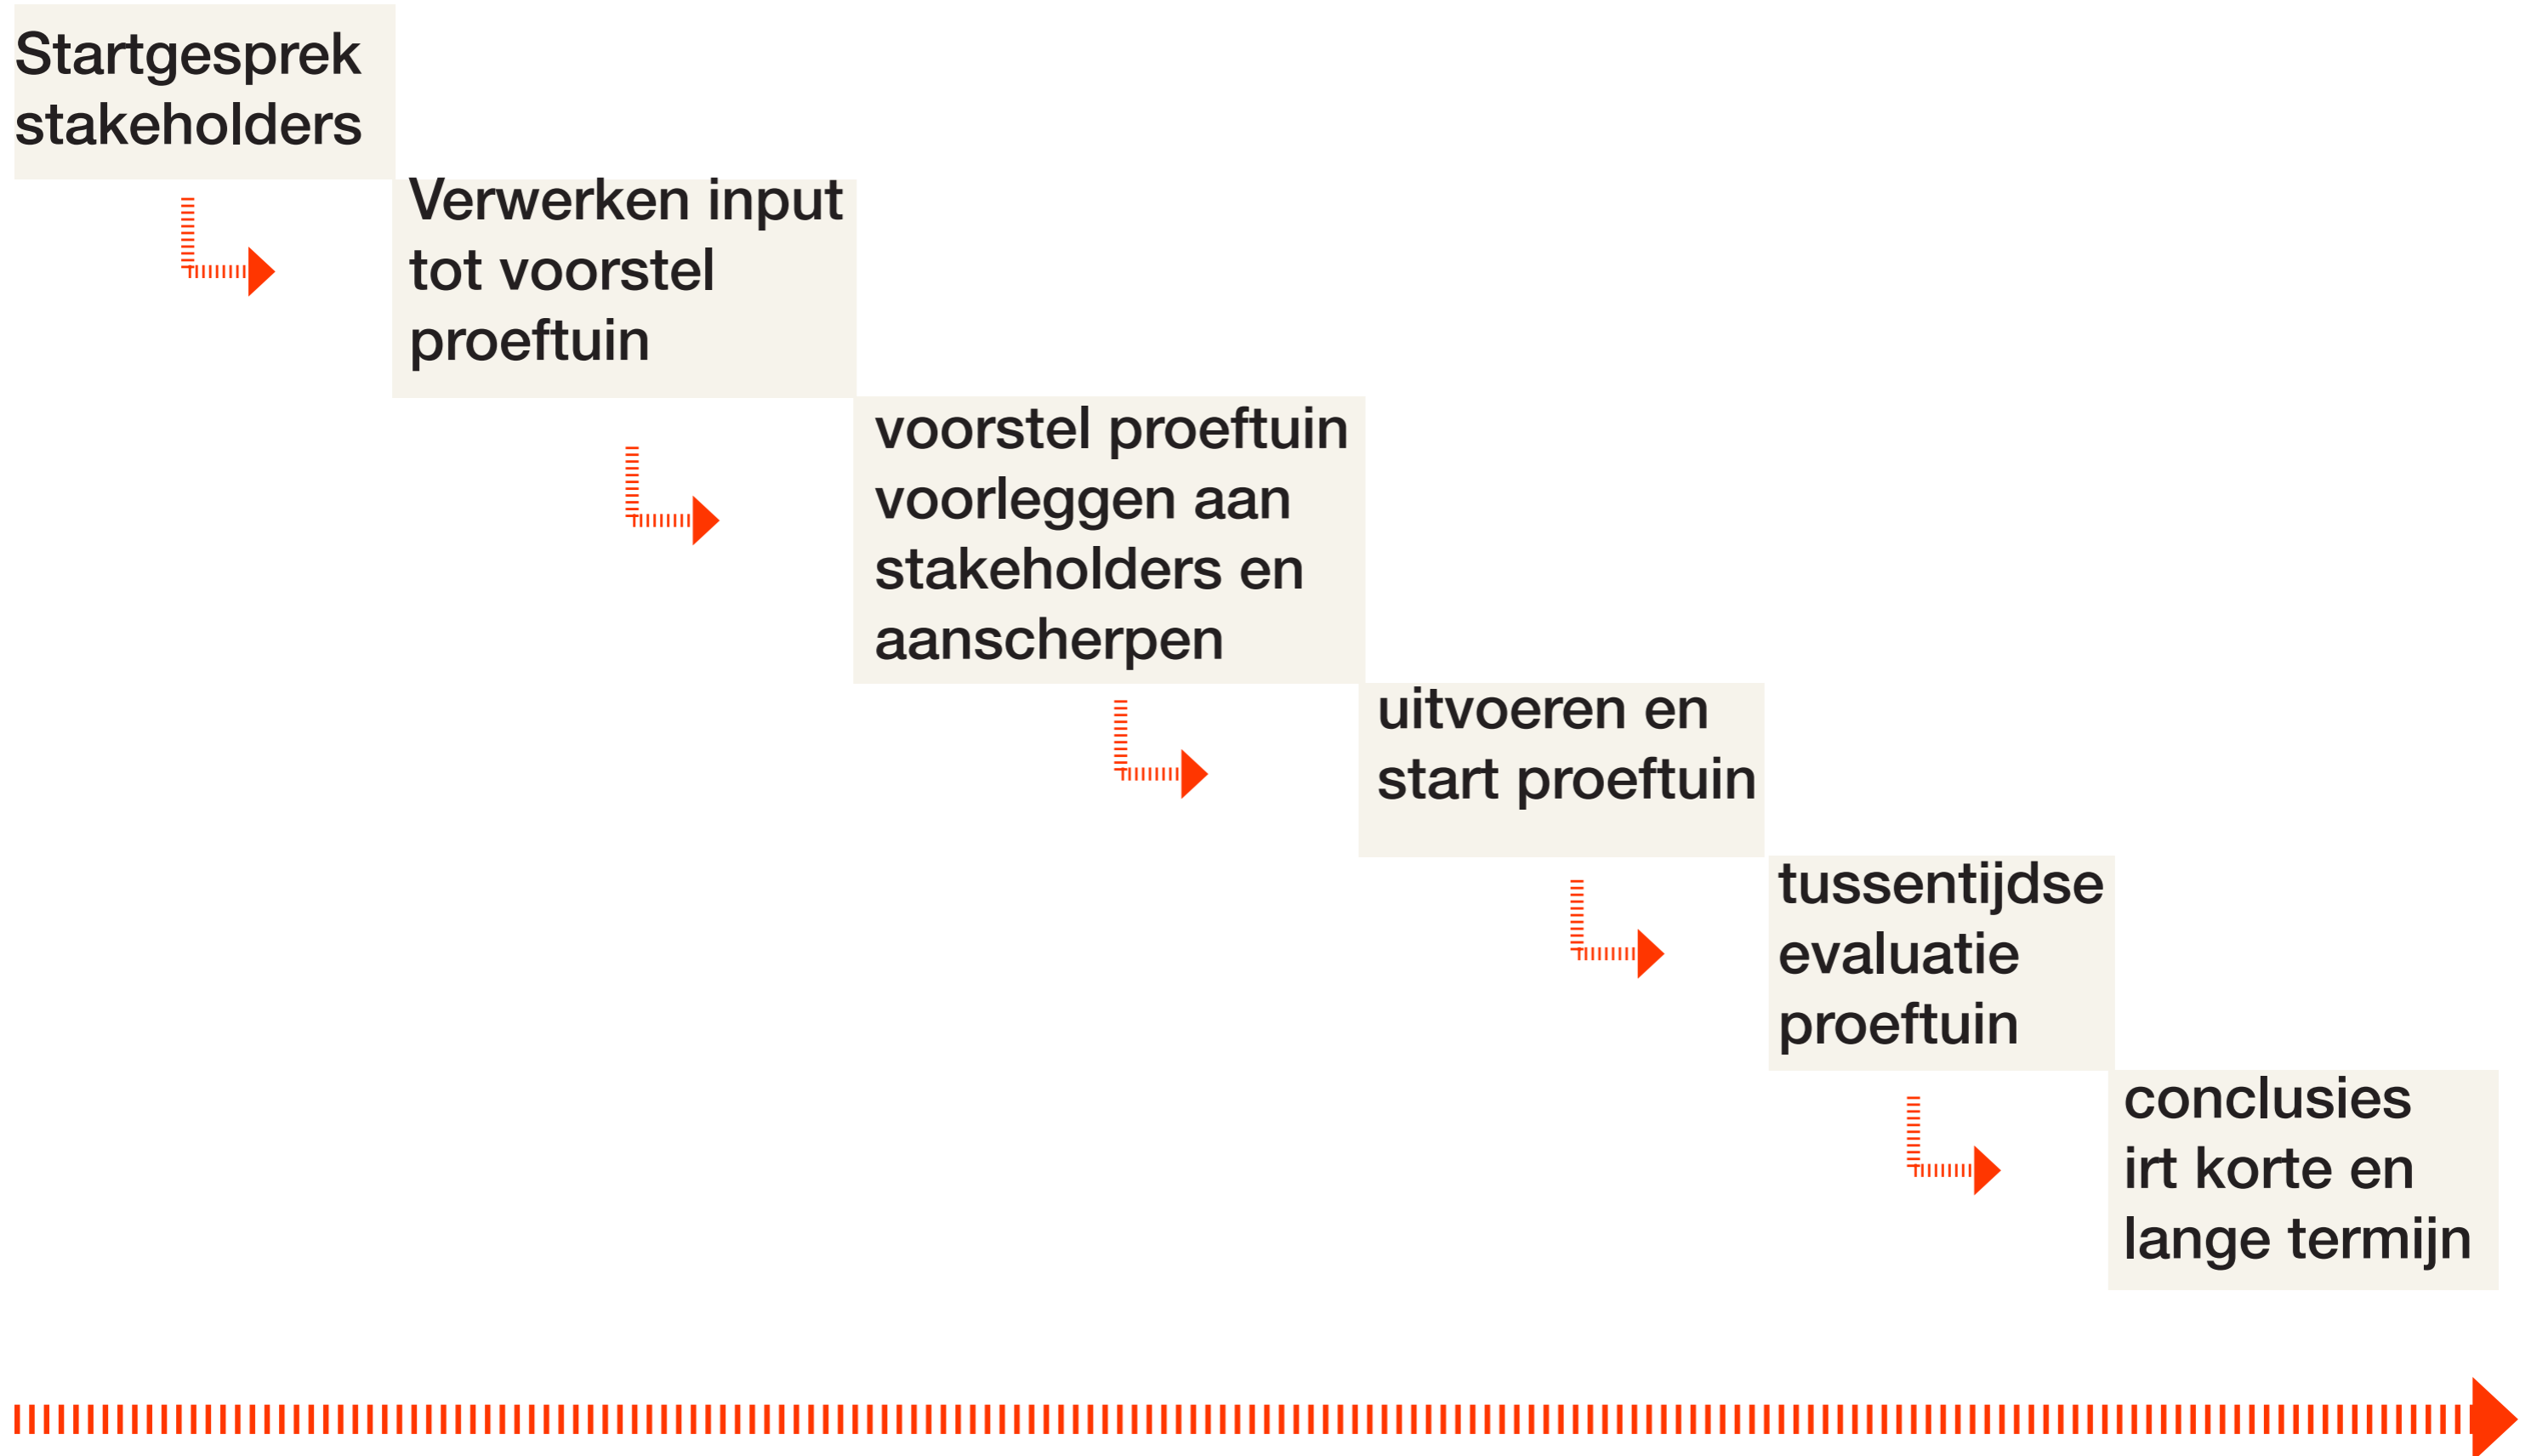 Startgesprek
stakeholders
Verwerken input
tot voorstel
proeftuin
voorstel proeftuin
voorleggen aan
stakeholders en
aanscherpen
uitvoeren en
start proeftuin
tussentijdse
evaluatie
proeftuin
conclusies
irt korte en
lange termijn